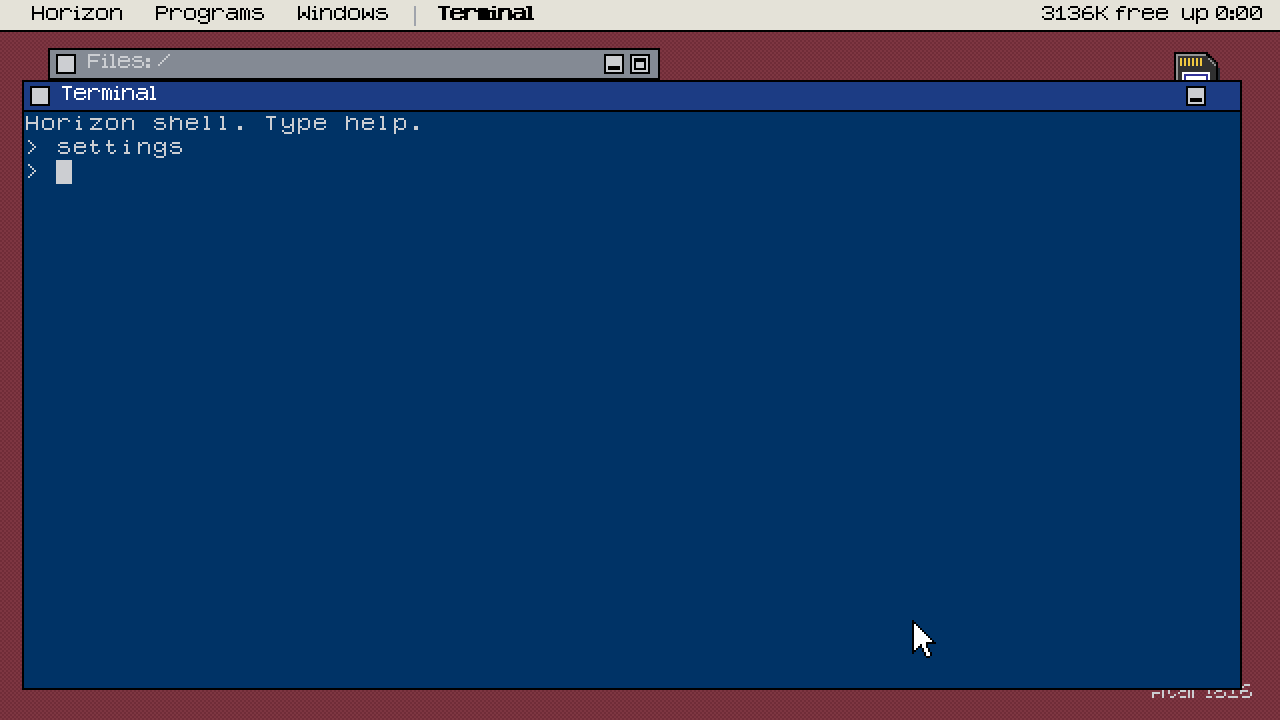 Horizon Programs Windows | Terminal 3136K free up 0:00
Files: /
Terminal
Horizon shell. Type help.
> settings
>